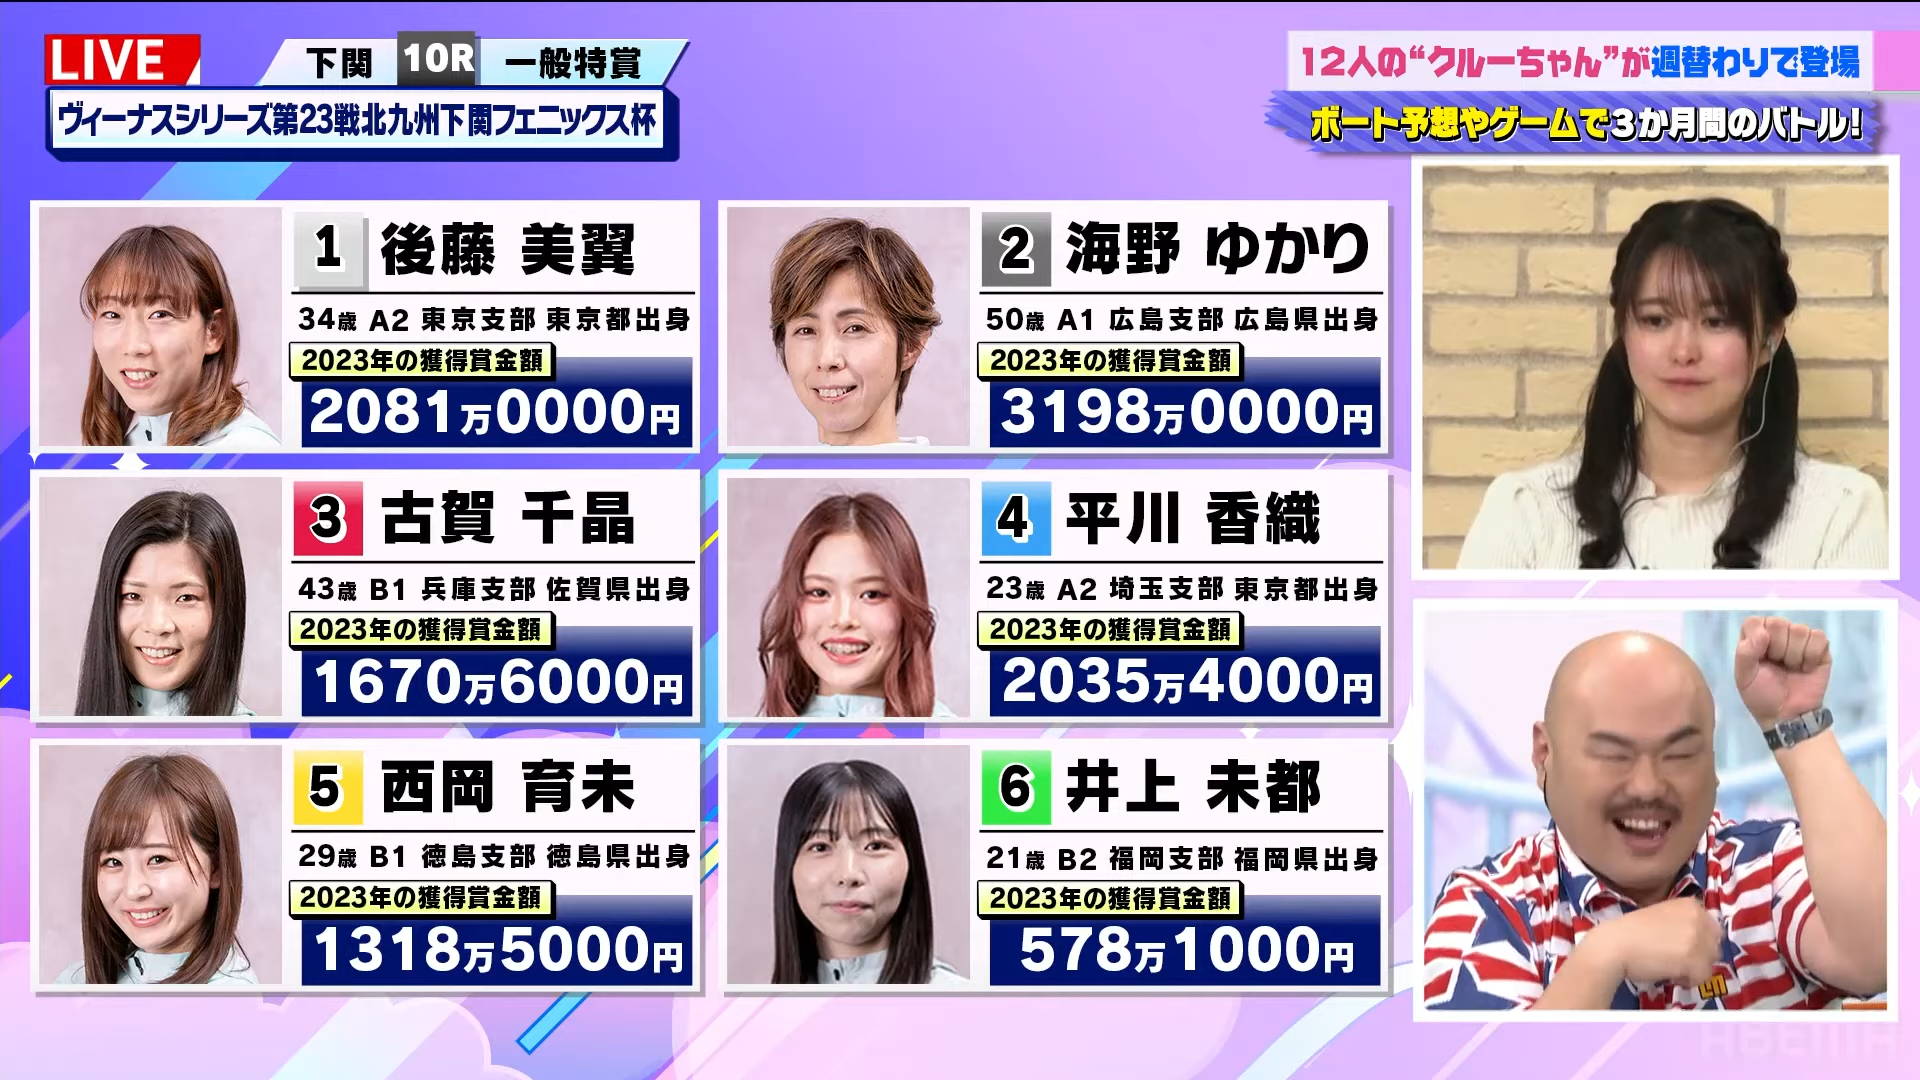 LIVE
下関 10R 一般特賞
ヴィーナスシリーズ第23戦北九州下関フェニックス杯
12人の“クルーちゃん”が週替わりで登場
ボート予想やゲームで3か月間のバトル!
1 後藤 美翼
34歳 A2 東京支部 東京都出身
2023年の獲得賞金額
2081万0000円
2 海野 ゆかり
50歳 A1 広島支部 広島県出身
2023年の獲得賞金額
3198万0000円
3 古賀 千晶
43歳 B1 兵庫支部 佐賀県出身
2023年の獲得賞金額
1670万6000円
4 平川 香織
23歳 A2 埼玉支部 東京都出身
2023年の獲得賞金額
2035万4000円
5 西岡 育未
29歳 B1 徳島支部 徳島県出身
2023年の獲得賞金額
1318万5000円
6 井上 未都
21歳 B2 福岡支部 福岡県出身
2023年の獲得賞金額
578万1000円
ABEMA